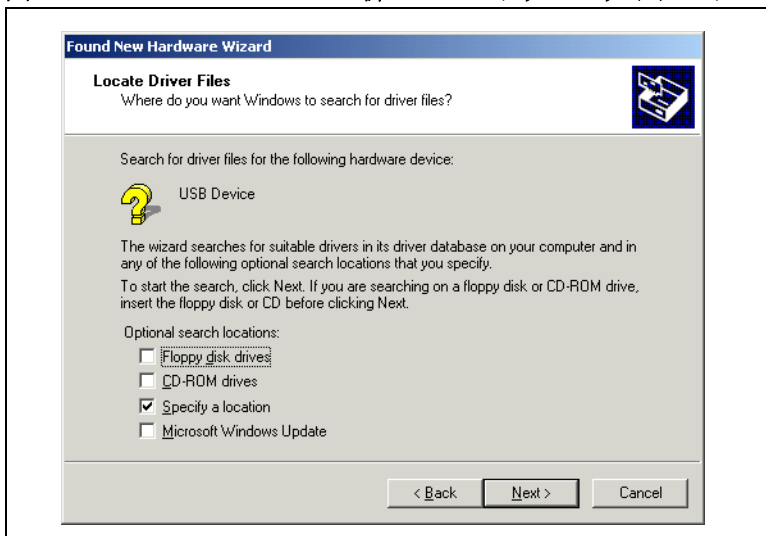 Found New Hardware Wizard
Locate Driver Files
Where do you want Windows to search for driver files?
Search for driver files for the following hardware device:
USB Device
The wizard searches for suitable drivers in its driver database on your computer and in
any of the following optional search locations that you specify.
To start the search, click Next. If you are searching on a floppy disk or CD-ROM drive,
insert the floppy disk or CD before clicking Next.
Optional search locations:
Floppy disk drives
CD-ROM drives
Specify a location
Microsoft Windows Update
< Back Next > Cancel